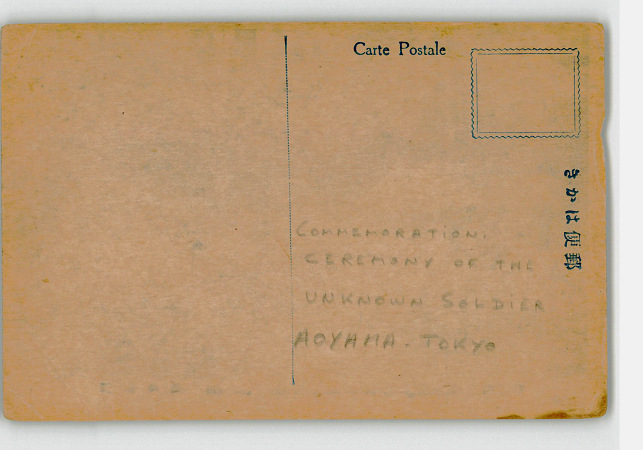 Carte Postale
郵便はかき
COMMEMORATION.
CEREMONY OF THE
UNKNOWN SOLDIER
AOYAMA - TOKYO